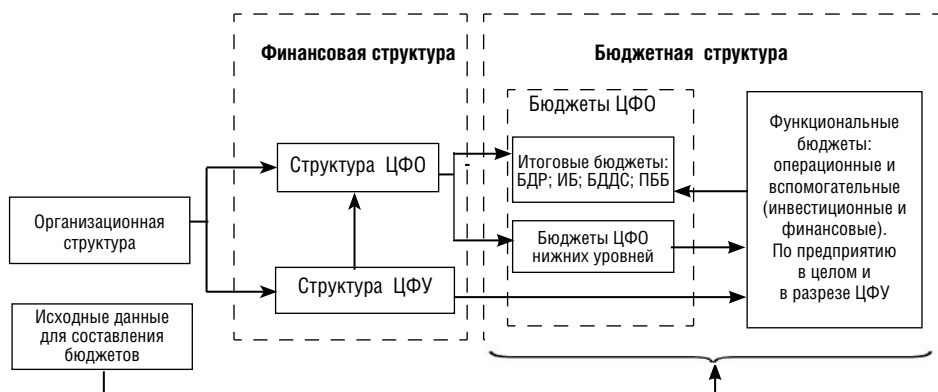 Финансовая структура
Бюджетная структура
Бюджеты ЦФО
Структура ЦФО
Итоговые бюджеты:
БДР; ИБ; БДДС; ПББ
Функциональные
бюджеты:
операционные и
вспомогательные
(инвестиционные и
финансовые).
По предприятию
в целом и
в разрезе ЦФУ
Организационная
структура
Бюджеты ЦФО
нижних уровней
Структура ЦФУ
Исходные данные
для составления
бюджетов